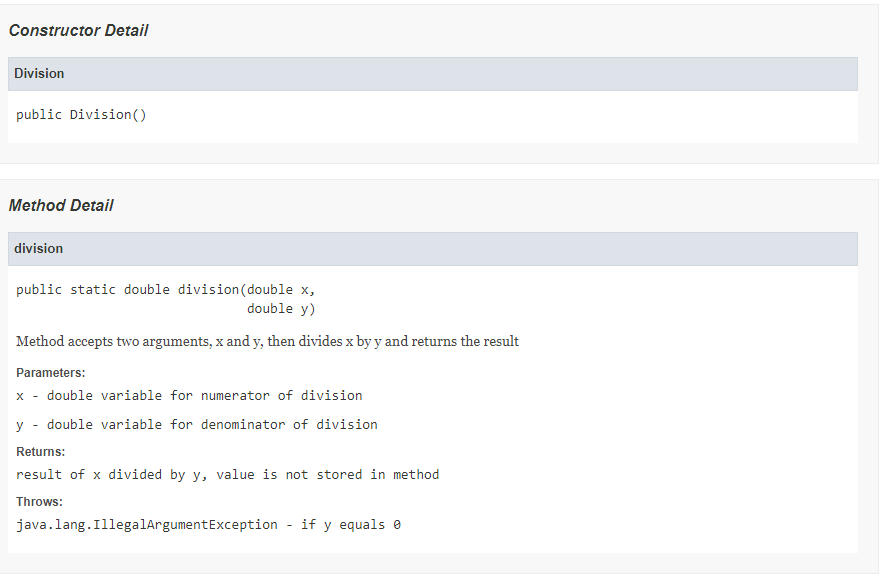 Constructor Detail
Division
public Division()
Method Detail
division
public static double division(double x,
double y)
Method accepts two arguments, x and y, then divides x by y and returns the result
Parameters:
x - double variable for numerator of division
y - double variable for denominator of division
Returns:
result of x divided by y, value is not stored in method
Throws:
java.lang.IllegalArgumentException - if y equals 0